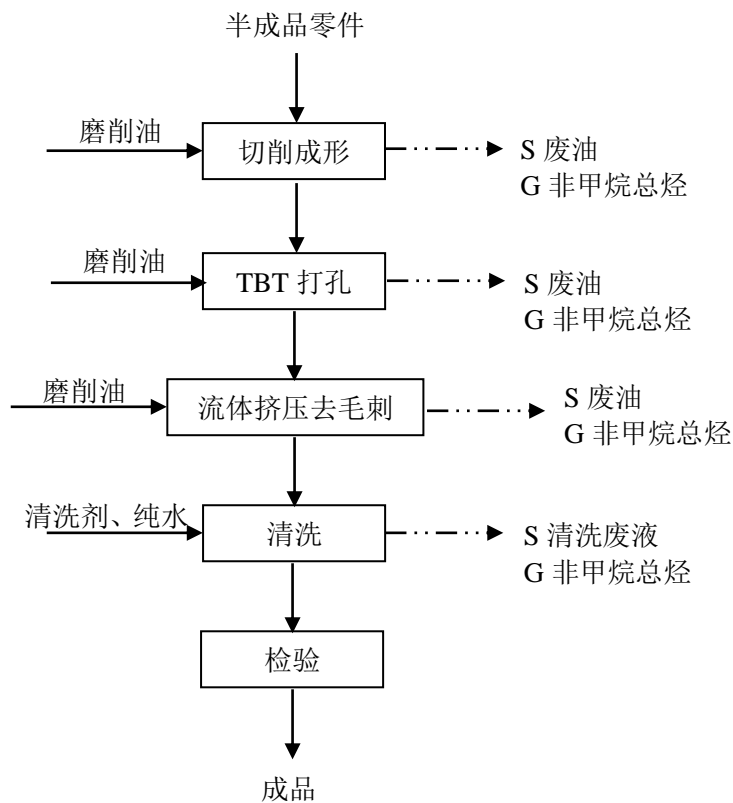 半成品零件
磨削油
切削成形
S 废油
G 非甲烷总烃
磨削油
TBT 打孔
S 废油
G 非甲烷总烃
磨削油
流体挤压去毛刺
S 废油
G 非甲烷总烃
清洗剂、纯水
清洗
S 清洗废液
G 非甲烷总烃
检验
成品